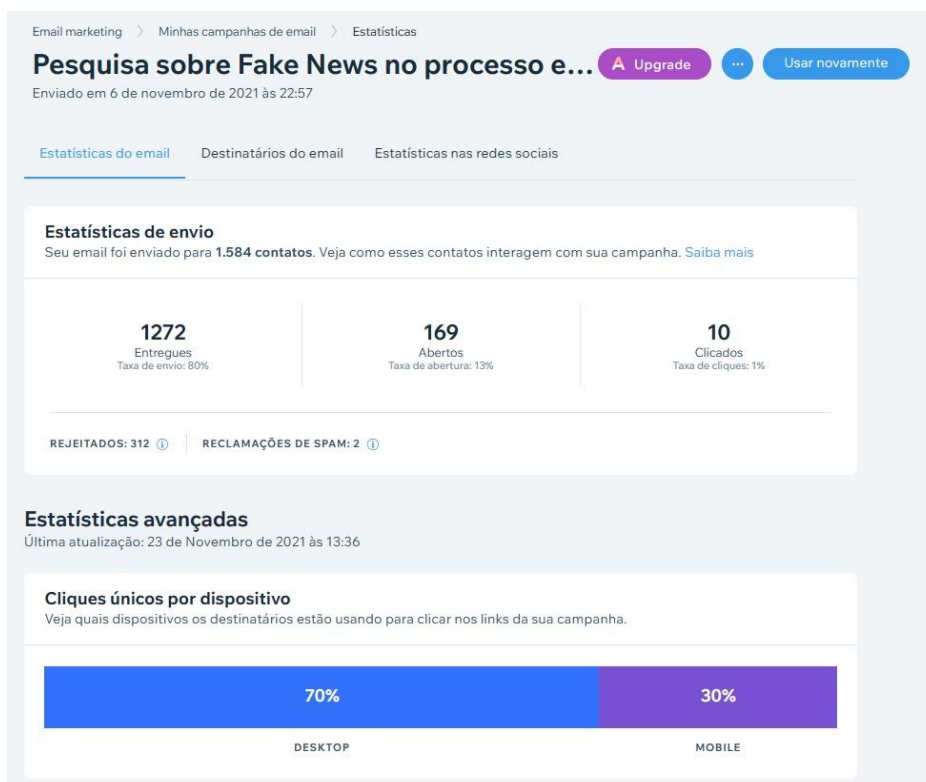 Email marketing > Minhas campanhas de email > Estatísticas
Pesquisa sobre Fake News no processo e...
Upgrade
...
Usar novamente
Enviado em 6 de novembro de 2021 às 22:57
Estatísticas do email
Destinatários do email
Estatísticas nas redes sociais
Estatísticas de envio
Seu email foi enviado para 1.584 contatos. Veja como esses contatos interagem com sua campanha. Saiba mais
1272
Entregues
Taxa de envio: 80%
169
Abertos
Taxa de abertura: 13%
10
Clicados
Taxa de cliques: 1%
REJEITADOS: 312
RECLAMAÇÕES DE SPAM: 2
Estatísticas avançadas
Última atualização: 23 de Novembro de 2021 às 13:36
Cliques únicos por dispositivo
Veja quais dispositivos os destinatários estão usando para clicar nos links da sua campanha.
70%
30%
DESKTOP
MOBILE